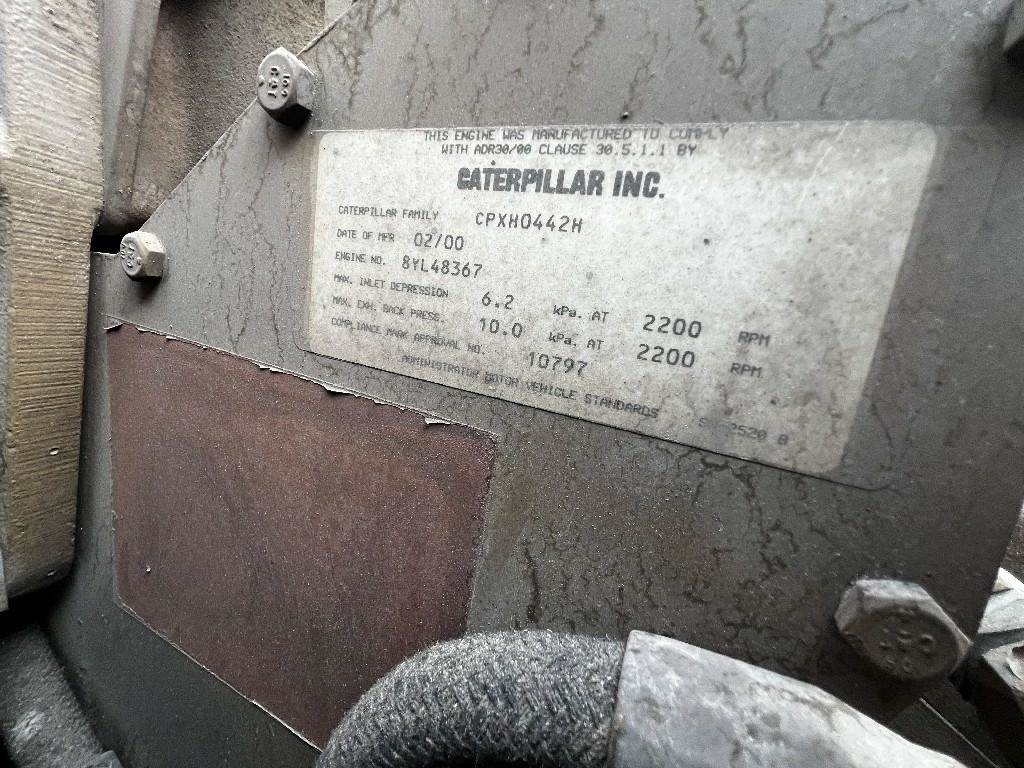 THIS ENGINE WAS MANUFACTURED TO COMPLY
WITH ADR30/00 CLAUSE 30.5.1.1 BY
CATERPILLAR INC.
CATERPILLAR FAMILY CPXH0442H
DATE OF MFR 02/00
ENGINE NO. 8YL48367
MAX. INLET DEPRESSION 6.2 kPa. AT 2200 RPM
MAX. EXH. BACK PRESS. 10.0 kPa. AT 2200 RPM
COMPLIANCE MARK APPROVAL NO. 10797
ADMINISTRATOR MOTOR VEHICLE STANDARDS
2520 B